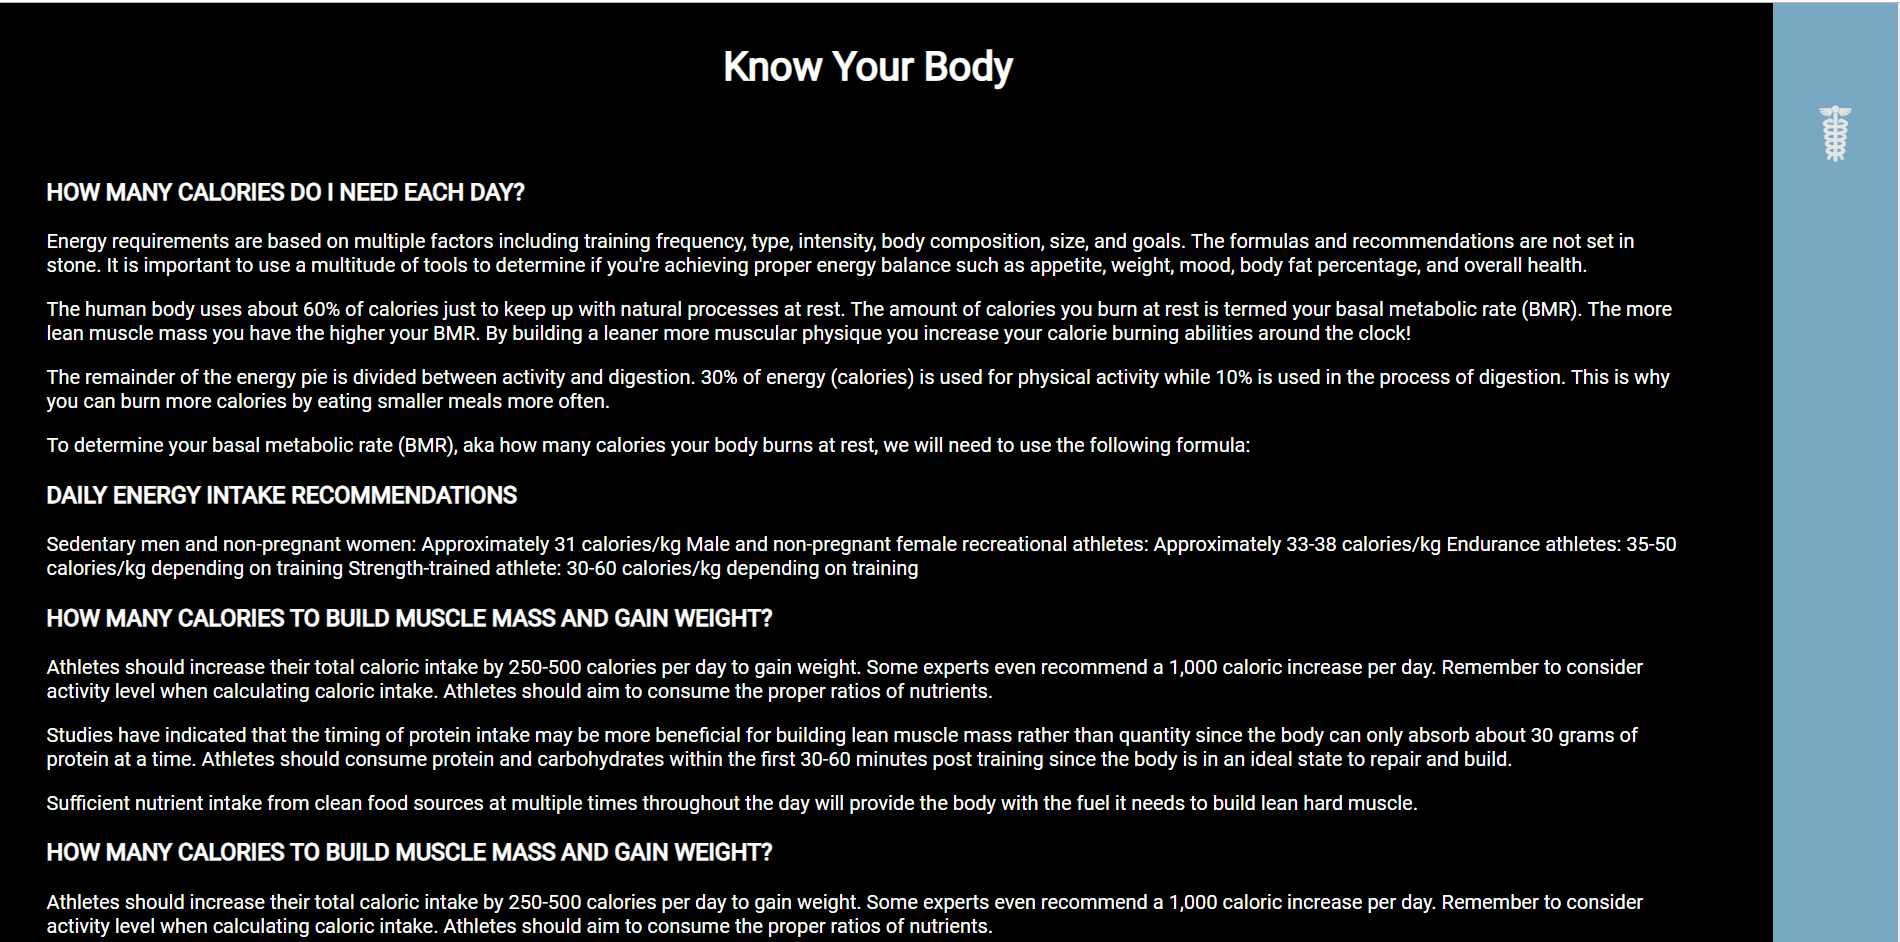 Know Your Body
HOW MANY CALORIES DO I NEED EACH DAY?
Energy requirements are based on multiple factors including training frequency, type, intensity, body composition, size, and goals. The formulas and recommendations are not set in
stone. It is important to use a multitude of tools to determine if you're achieving proper energy balance such as appetite, weight, mood, body fat percentage, and overall health.
The human body uses about 60% of calories just to keep up with natural processes at rest. The amount of calories you burn at rest is termed your basal metabolic rate (BMR). The more
lean muscle mass you have the higher your BMR. By building a leaner more muscular physique you increase your calorie burning abilities around the clock!
The remainder of the energy pie is divided between activity and digestion. 30% of energy (calories) is used for physical activity while 10% is used in the process of digestion. This is why
you can burn more calories by eating smaller meals more often.
To determine your basal metabolic rate (BMR), aka how many calories your body burns at rest, we will need to use the following formula:
DAILY ENERGY INTAKE RECOMMENDATIONS
Sedentary men and non-pregnant women: Approximately 31 calories/kg Male and non-pregnant female recreational athletes: Approximately 33-38 calories/kg Endurance athletes: 35-50
calories/kg depending on training Strength-trained athlete: 30-60 calories/kg depending on training
HOW MANY CALORIES TO BUILD MUSCLE MASS AND GAIN WEIGHT?
Athletes should increase their total caloric intake by 250-500 calories per day to gain weight. Some experts even recommend a 1,000 caloric increase per day. Remember to consider
activity level when calculating caloric intake. Athletes should aim to consume the proper ratios of nutrients.
Studies have indicated that the timing of protein intake may be more beneficial for building lean muscle mass rather than quantity since the body can only absorb about 30 grams of
protein at a time. Athletes should consume protein and carbohydrates within the first 30-60 minutes post training since the body is in an ideal state to repair and build.
Sufficient nutrient intake from clean food sources at multiple times throughout the day will provide the body with the fuel it needs to build lean hard muscle.
HOW MANY CALORIES TO BUILD MUSCLE MASS AND GAIN WEIGHT?
Athletes should increase their total caloric intake by 250-500 calories per day to gain weight. Some experts even recommend a 1,000 caloric increase per day. Remember to consider
activity level when calculating caloric intake. Athletes should aim to consume the proper ratios of nutrients.